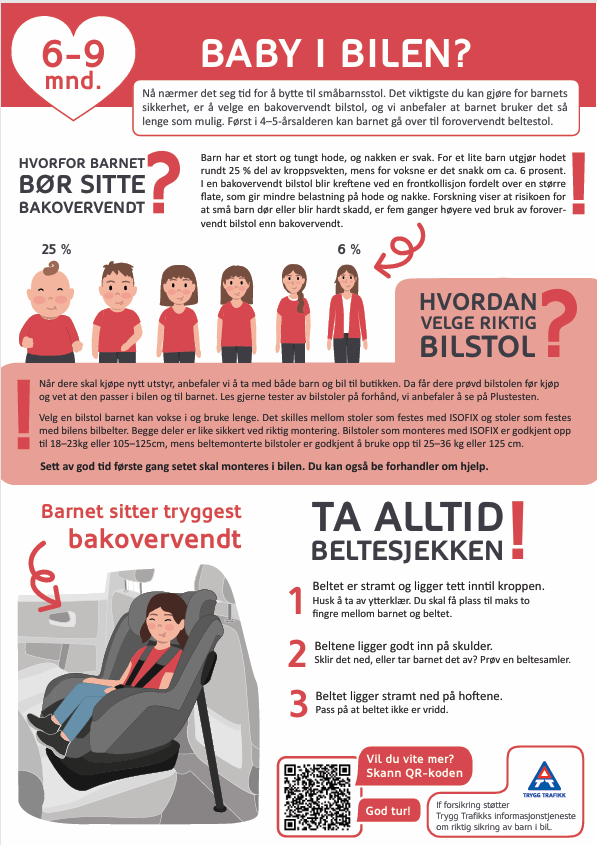 6–9
mnd.
BABY I BILEN?
Nå nærmer det seg tid for å bytte til småbarnsstol. Det viktigste du kan gjøre for barnets
sikkerhet, er å velge en bakovervendt bilstol, og vi anbefaler at barnet bruker det så
lenge som mulig. Først i 4–5-årsalderen kan barnet gå over til forovervendt beltestol.
HVORFOR BARNET
BØR SITTE
BAKOVERVENDT
?
Barn har et stort og tungt hode, og nakken er svak. For et lite barn utgjør hodet
rundt 25 % del av kroppsvekten, mens for voksne er det snakk om ca. 6 prosent.
I en bakovervendt bilstol blir kreftene ved en frontkollisjon fordelt over en større
flate, som gir mindre belastning på hode og nakke. Forskning viser at risikoen for
at små barn dør eller blir hardt skadd, er fem ganger høyere ved bruk av forover-
vendt bilstol enn bakovervendt.
!
25 %
6 %
HVORDAN
VELGE RIKTIG
BILSTOL
?
!
Når dere skal kjøpe nytt utstyr, anbefaler vi å ta med både barn og bil til butikken. Da får dere prøvd bilstolen før kjøp
og vet at den passer i bilen og til barnet. Les gjerne tester av bilstoler på forhånd, vi anbefaler å se på Plustesten.
Velg en bilstol barnet kan vokse i og bruke lenge. Det skilles mellom stoler som festes med ISOFIX og stoler som festes
med bilens bilbelter. Begge deler er like sikkert ved riktig montering. Bilstoler som monteres med ISOFIX er godkjent opp
til 18–23kg eller 105–125cm, mens beltemonterte bilstoler er godkjent å bruke opp til 25–36 kg eller 125 cm.
Sett av god tid første gang setet skal monteres i bilen. Du kan også be forhandler om hjelp.
Barnet sitter tryggest
bakovervendt
TA ALLTID
BELTESJEKKEN
!
1
Beltet er stramt og ligger tett inntil kroppen.
Husk å ta av ytterklær. Du skal få plass til maks to
fingre mellom barnet og beltet.
2
Beltene ligger godt inn på skulder.
Sklir det ned, eller tar barnet det av? Prøv en beltesamler.
3
Beltet ligger stramt ned på hoftene.
Pass på at beltet ikke er vridd.
Vil du vite mer?
Skann QR-koden
God tur!
TRYGG TRAFIKK
If forsikring støtter
Trygg Trafikks informasjonstjeneste
om riktig sikring av barn i bil.